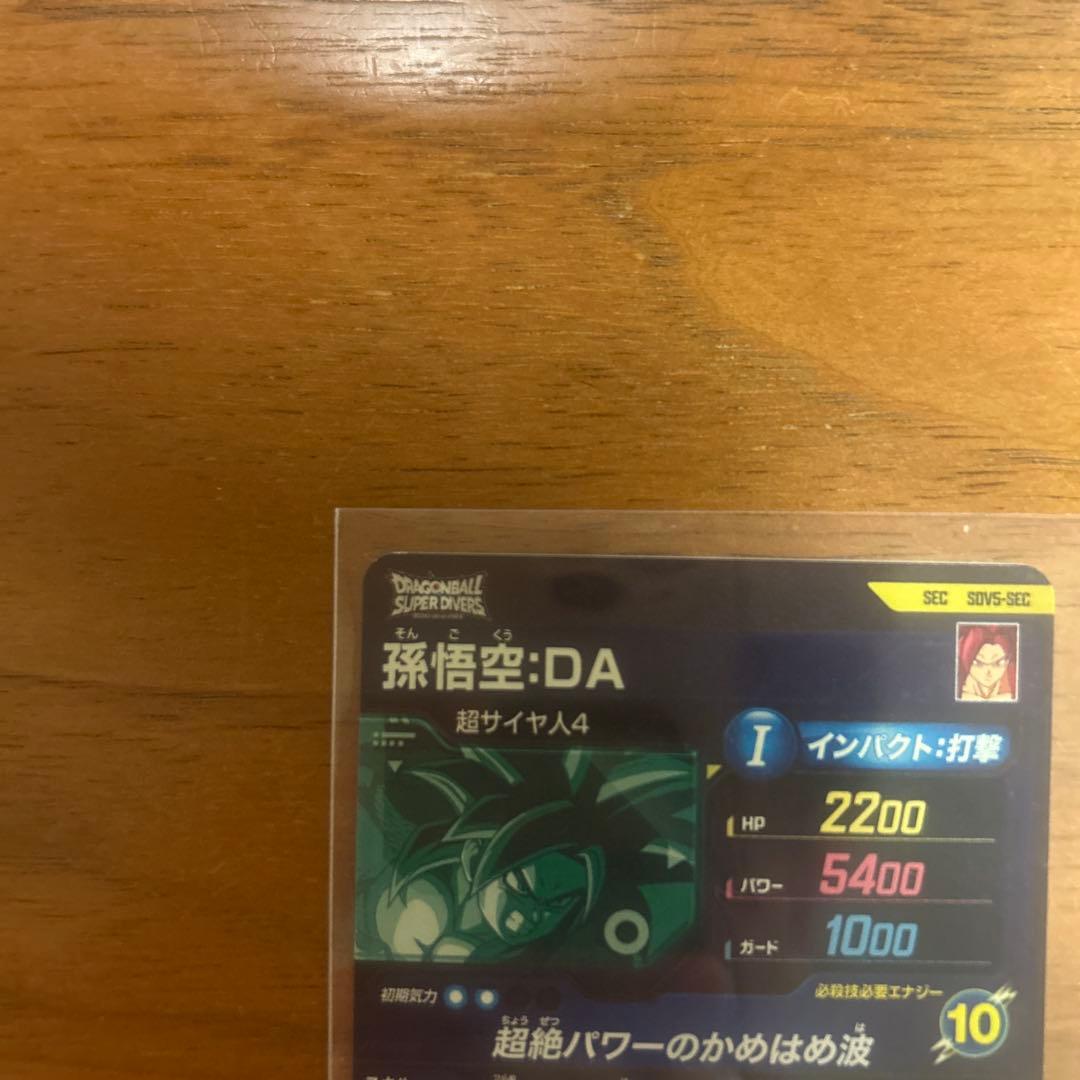 DRAGONBALL
SUPER DIVERS
SEC SDV5-SEC
そん ご くう
孫悟空:DA
超サイヤ人4
I インパクト:打撃
HP 2200
パワー 5400
ガード 1000
初期気力
必殺技必要エナジー
10
ちょう ぜつ は
超絶パワーのかめはめ波